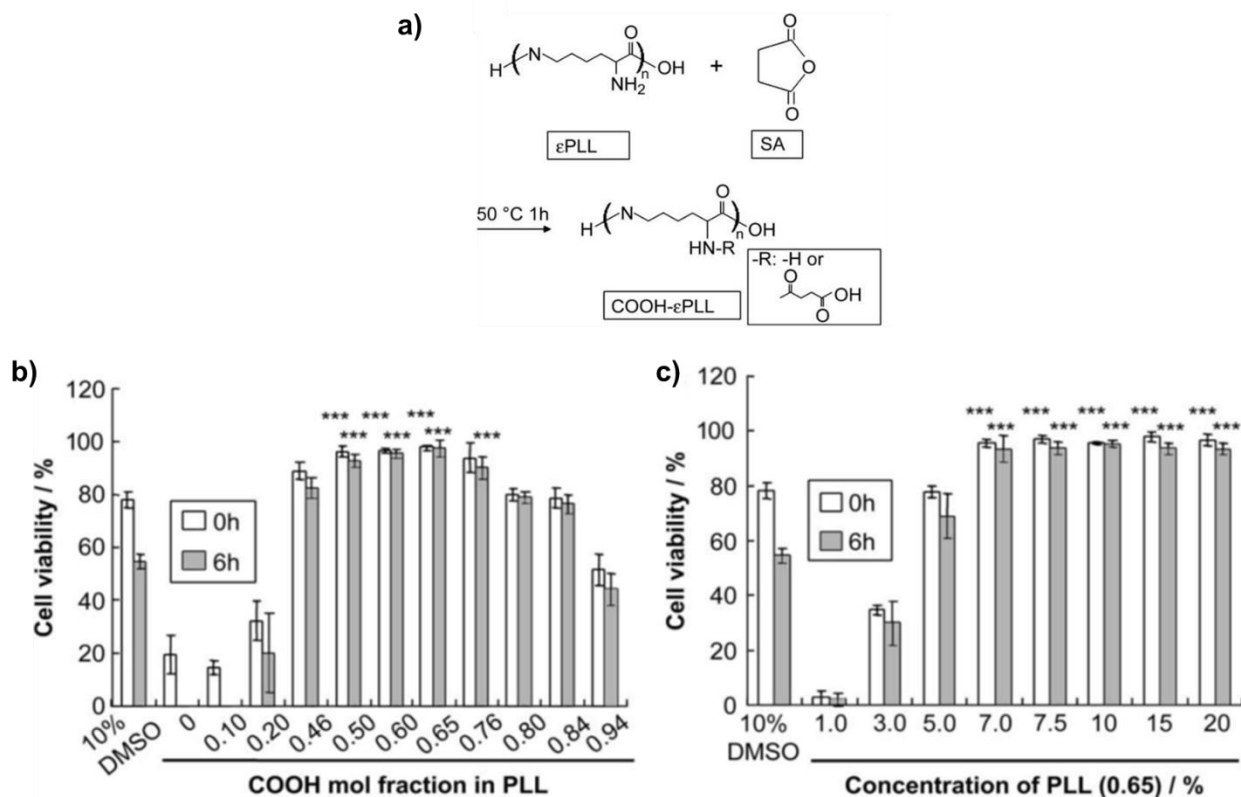 a)
O
N
H
n
OH
NH₂
+
O
O
O
εPLL
SA
50 °C 1h
O
H
N
n
OH
HN-R
-R: -H or
O
OH
O
COOH-εPLL
b)
120
100
80
60
40
20
0
Cell viability / %
*** *** ***
*** *** *** ***
0h
6h
10% DMSO 0 0.10 0.20 0.46 0.50 0.60 0.65 0.76 0.80 0.84 0.94
COOH mol fraction in PLL
c)
120
100
80
60
40
20
0
Cell viability / %
*** *** *** *** ***
*** *** *** *** ***
0h
6h
10% 1.0 3.0 5.0 7.0 7.5 10 15 20
DMSO
Concentration of PLL (0.65) / %